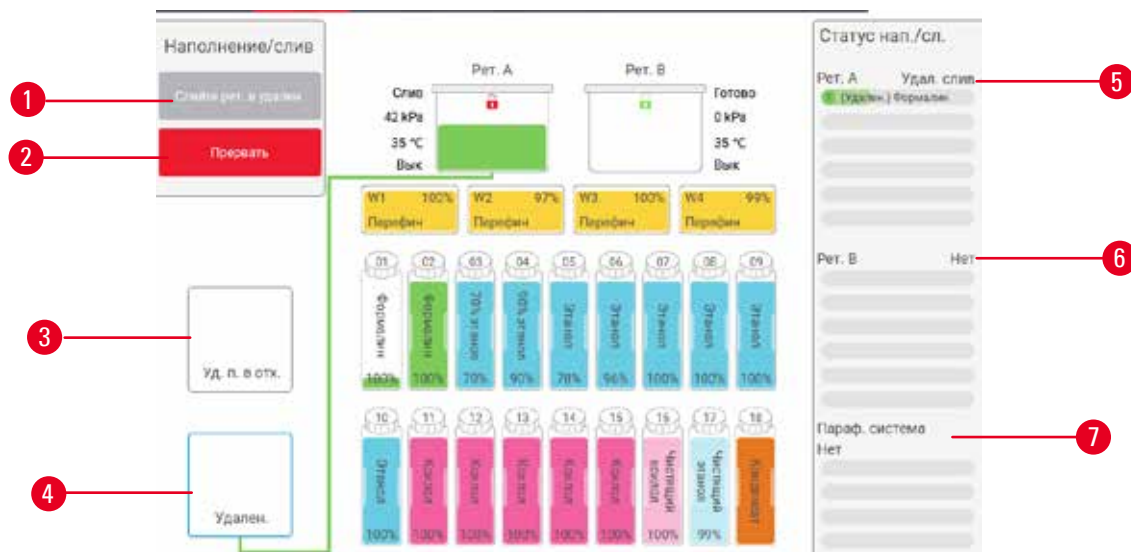 Наполнение/слив
Слейте рет. в удален.
Прервать
1
2
3
4
Уд. п. в отх.
Удален.
Рет. A
Рет. B
Слив
42 kPa
35 °C
Вык
Готово
0 kPa
35 °C
Вык
W1 100%
Парафин
W2 97%
Парафин
W3 100%
Парафин
W4 99%
Парафин
01 02 03 04 05 06 07 08 09
Формалин Формалин 70% этанол 90% этанол Этанол Этанол Этанол Этанол Этанол
100% 100% 70% 90% 78% 96% 100% 100% 100%
10 11 12 13 14 15 16 17 18
Этанол Ксилол Ксилол Ксилол Ксилол Ксилол Чистящий ксилол Чистящий этанол
100% 100% 100% 100% 100% 100% 100% 99% 100%
Статус нап./сл.
Рет. A Удал. слив
(Удален.) Формалин
Рет. B Нет
Параф. система
Нет
5
6
7